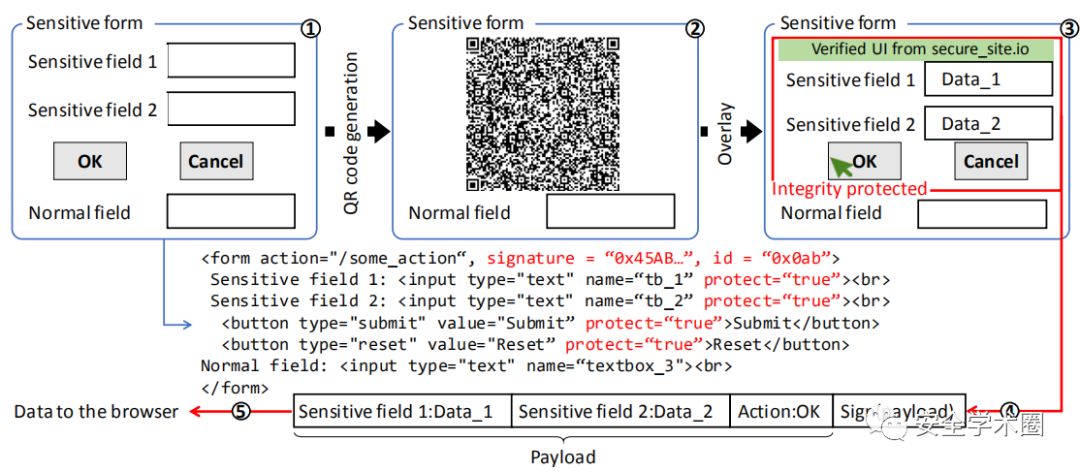 Sensitive form
①
Sensitive field 1
Sensitive field 2
OK
Cancel
Normal field
QR code generation
Sensitive form
②
Normal field
Overlay
Sensitive form
③
Verified UI from secure_site.io
Sensitive field 1
Data_1
Sensitive field 2
Data_2
OK
Cancel
Integrity protected
Normal field
<form action="/some_action“, signature = “0x45AB…”, id = “0x0ab”>
Sensitive field 1: <input type="text" name=“tb_1” protect=“true”><br>
Sensitive field 2: <input type="text" name=“tb_2” protect=“true”><br>
<button type="submit" value="Submit” protect=“true”>Submit</button>
<button type="reset" value="Reset” protect=“true”>Reset</button>
Normal field: <input type="text" name=“textbox_3"><br>
</form>
Data to the browser
⑤
Sensitive field 1:Data_1
Sensitive field 2:Data_2
Action:OK
Sign(Payload)
④
Payload
安全学术圈